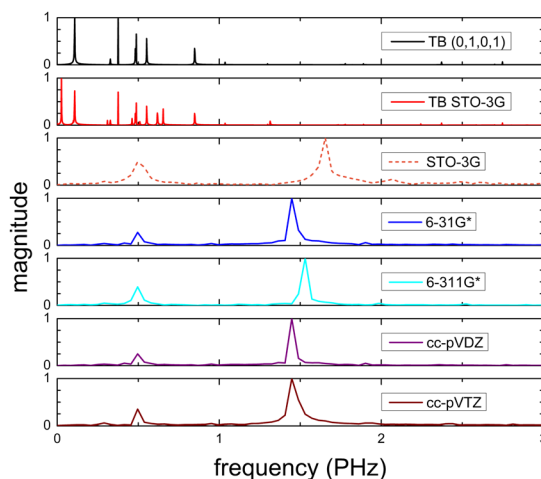 1
TB (0,1,0,1)
0
1
TB STO-3G
0
1
STO-3G
0
1
6-31G*
0
1
6-311G*
0
1
cc-pVDZ
0
1
cc-pVTZ
0
0 1 2 3
magnitude
frequency (PHz)